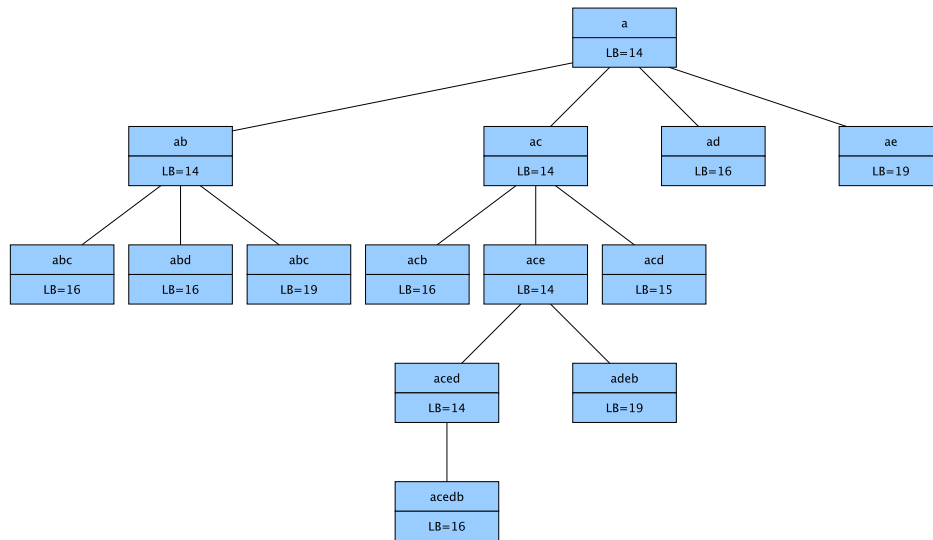 a
LB=14
ab
LB=14
ac
LB=14
ad
LB=16
ae
LB=19
abc
LB=16
abd
LB=16
abc
LB=19
acb
LB=16
ace
LB=14
acd
LB=15
aced
LB=14
adeb
LB=19
acedb
LB=16